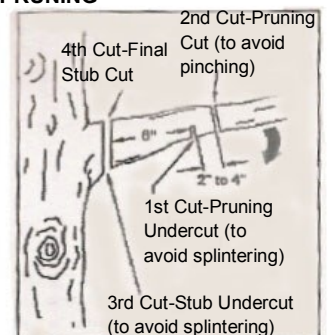 PRUNING
2nd Cut-Pruning
Cut (to avoid
pinching)
4th Cut-Final
Stub Cut
6"
2" to 4"
1st Cut-Pruning
Undercut (to
avoid splintering)
3rd Cut-Stub Undercut
(to avoid splintering)